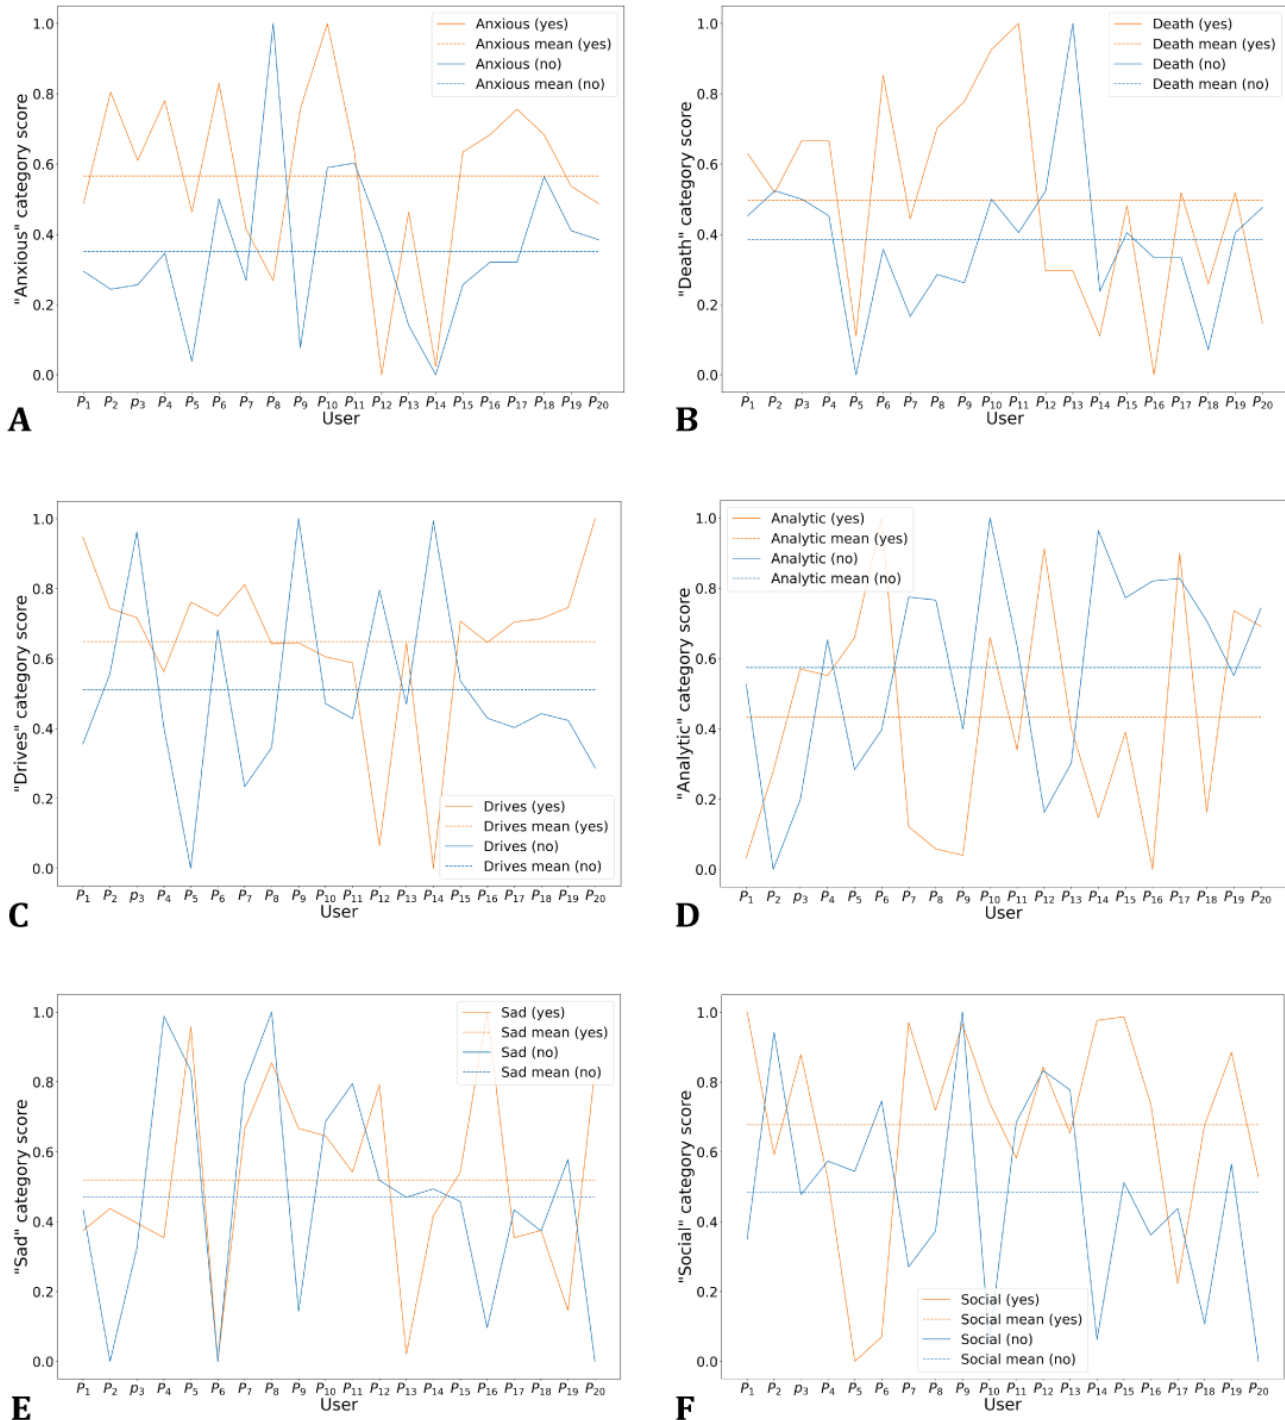 1.0
0.8
0.6
0.4
0.2
0.0
"Anxious" category score
Anxious (yes)
Anxious mean (yes)
Anxious (no)
Anxious mean (no)
P1 P2 p3 P4 P5 P6 P7 P8 P9 P10 P11 P12 P13 P14 P15 P16 P17 P18 P19 P20
User
A
1.0
0.8
0.6
0.4
0.2
0.0
"Death" category score
Death (yes)
Death mean (yes)
Death (no)
Death mean (no)
P1 P2 p3 P4 P5 P6 P7 P8 P9 P10 P11 P12 P13 P14 P15 P16 P17 P18 P19 P20
User
B
1.0
0.8
0.6
0.4
0.2
0.0
"Drives" category score
Drives (yes)
Drives mean (yes)
Drives (no)
Drives mean (no)
P1 P2 p3 P4 P5 P6 P7 P8 P9 P10 P11 P12 P13 P14 P15 P16 P17 P18 P19 P20
User
C
1.0
0.8
0.6
0.4
0.2
0.0
"Analytic" category score
Analytic (yes)
Analytic mean (yes)
Analytic (no)
Analytic mean (no)
P1 P2 p3 P4 P5 P6 P7 P8 P9 P10 P11 P12 P13 P14 P15 P16 P17 P18 P19 P20
User
D
1.0
0.8
0.6
0.4
0.2
0.0
"Sad" category score
Sad (yes)
Sad mean (yes)
Sad (no)
Sad mean (no)
P1 P2 p3 P4 P5 P6 P7 P8 P9 P10 P11 P12 P13 P14 P15 P16 P17 P18 P19 P20
User
E
1.0
0.8
0.6
0.4
0.2
0.0
"Social" category score
Social (yes)
Social mean (yes)
Social (no)
Social mean (no)
P1 P2 p3 P4 P5 P6 P7 P8 P9 P10 P11 P12 P13 P14 P15 P16 P17 P18 P19 P20
User
F